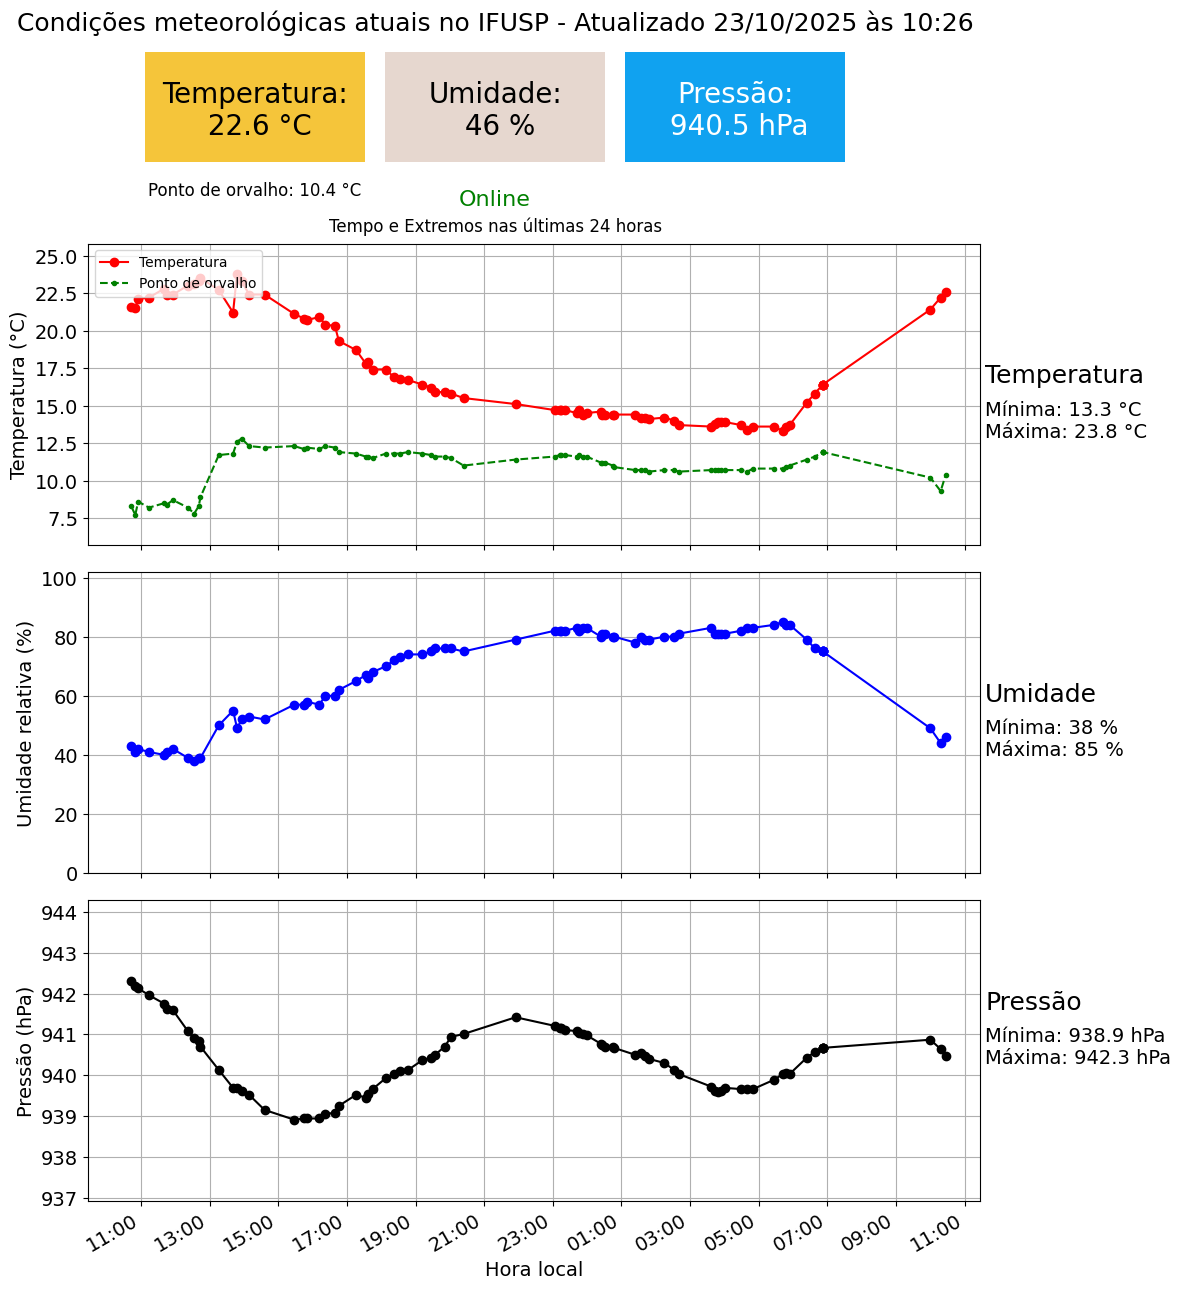 Condições meteorológicas atuais no IFUSP - Atualizado 23/10/2025 às 10:26
Temperatura:
22.6 °C
Umidade:
46 %
Pressão:
940.5 hPa
Ponto de orvalho: 10.4 °C
Online
Tempo e Extremos nas últimas 24 horas
Temperatura
Ponto de orvalho
Temperatura (°C)
25.0
22.5
20.0
17.5
15.0
12.5
10.0
7.5
Temperatura
Mínima: 13.3 °C
Máxima: 23.8 °C
Umidade relativa (%)
100
80
60
40
20
0
Umidade
Mínima: 38 %
Máxima: 85 %
Pressão (hPa)
944
943
942
941
940
939
938
937
Pressão
Mínima: 938.9 hPa
Máxima: 942.3 hPa
11:00
13:00
15:00
17:00
19:00
21:00
23:00
01:00
03:00
05:00
07:00
09:00
11:00
Hora local